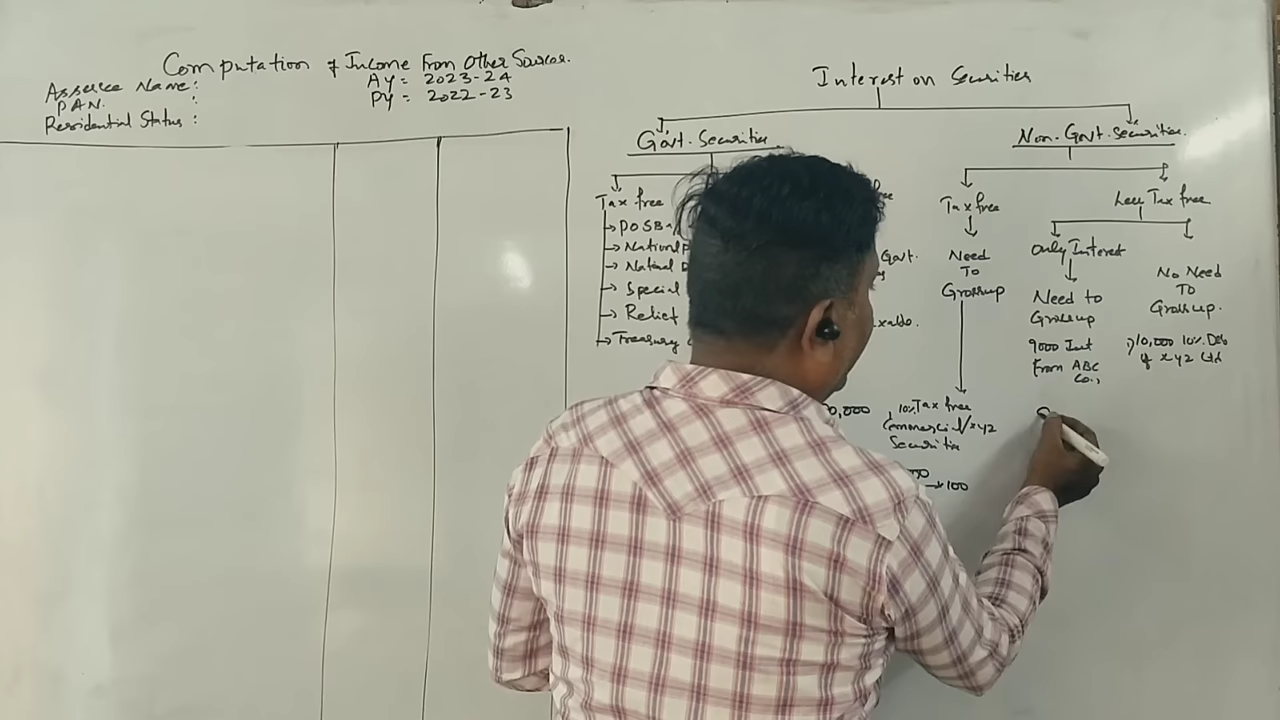 Computation of Income From Other Sources.
Assessee Name:
PAN. :
Residential Status :
AY = 2023-24
PY = 2022-23
Interest on Securities
Govt. Securities
Tax free
→ POSB
→ National
→ National
→ Special
→ Relief
→ Treasury
Govt.
Non-Govt. Securities.
Tax free
Need
To
Grossup
10% Tax free
Commercial/xyz
Securities
→100
Less Tax free
Only Interest
Need to
Grossup
9000 Int
From ABC
Co.,
No Need
To
Grossup.
10,000 10% Deb
of xyz Ltd